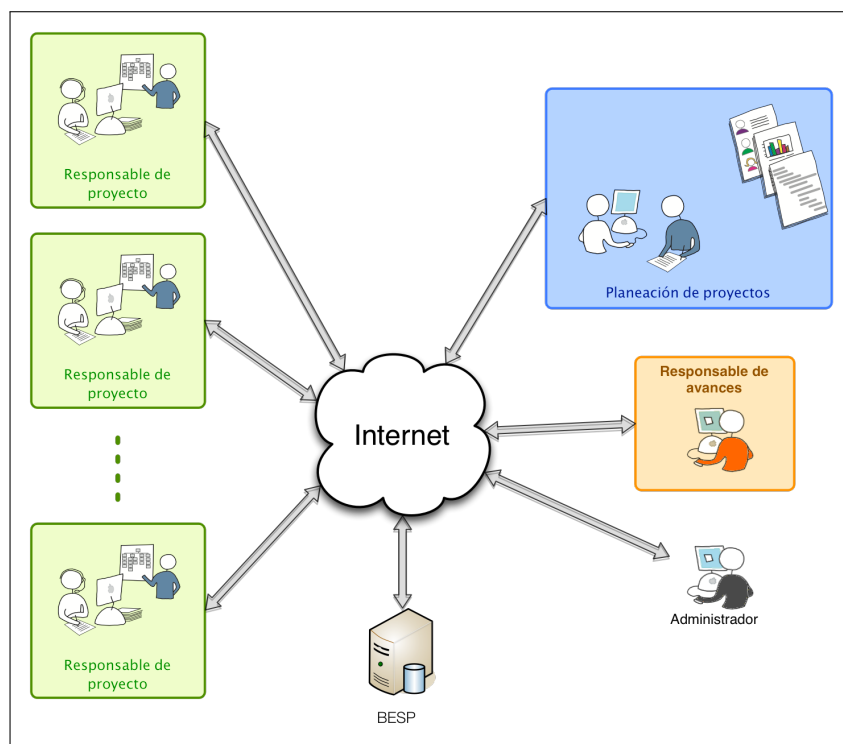 Responsable de
proyecto
Responsable de
proyecto
Responsable de
proyecto
Internet
Planeación de proyectos
Responsable de
avances
Administrador
BESP